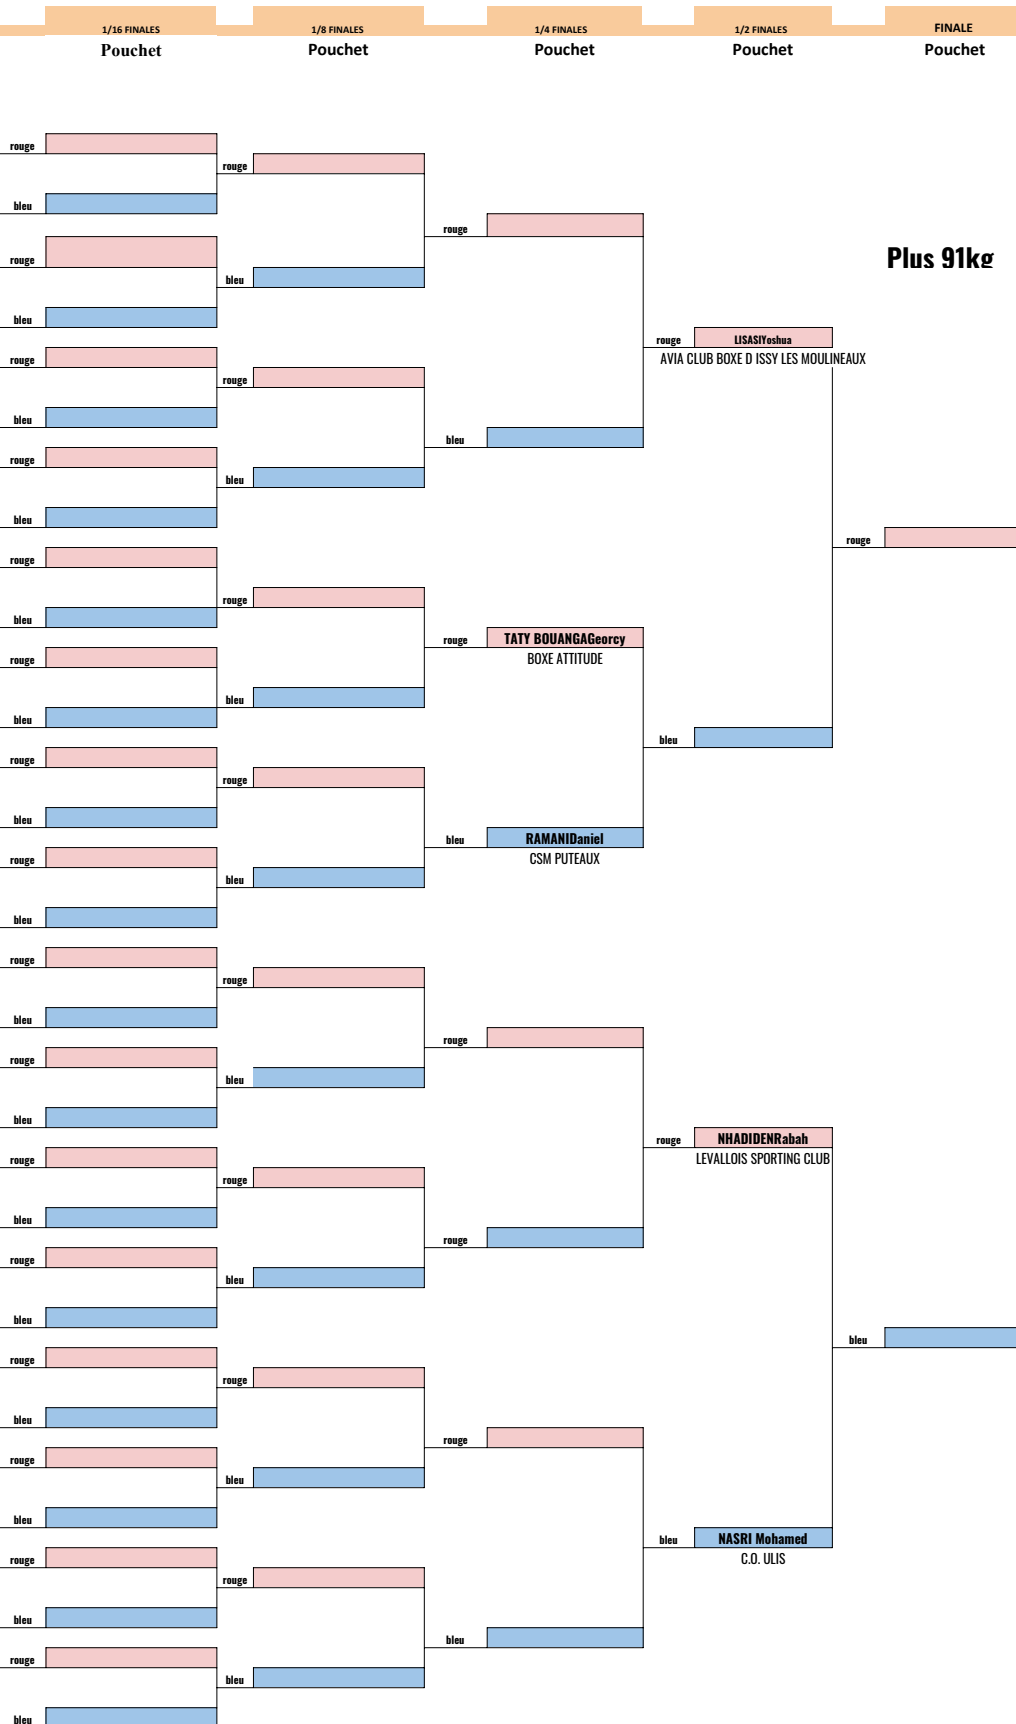 1/16 FINALES
1/8 FINALES
1/4 FINALES
1/2 FINALES
FINALE
Pouchet
Pouchet
Pouchet
Pouchet
Pouchet
rouge
rouge
bleu
rouge
rouge
Plus 91kg
bleu
bleu
rouge
LISASIYoshua
rouge
AVIA CLUB BOXE D ISSY LES MOULINEAUX
rouge
bleu
bleu
rouge
bleu
bleu
rouge
rouge
rouge
bleu
rouge
TATY BOUANGAGeorcy
rouge
BOXE ATTITUDE
bleu
bleu
bleu
rouge
rouge
bleu
bleu
RAMANIDaniel
rouge
CSM PUTEAUX
bleu
bleu
rouge
rouge
bleu
rouge
rouge
bleu
bleu
rouge
NHADIDENRabah
rouge
LEVALLOIS SPORTING CLUB
rouge
bleu
rouge
rouge
bleu
bleu
bleu
rouge
rouge
bleu
rouge
rouge
bleu
bleu
bleu
NASRI Mohamed
rouge
C.O. ULIS
rouge
bleu
bleu
rouge
bleu
bleu